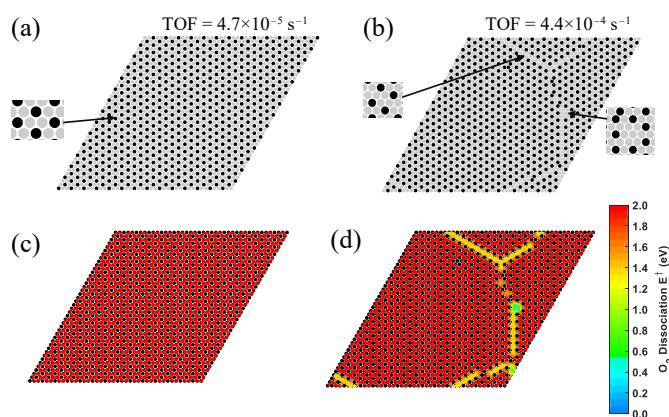 (a)
TOF = 4.7×10⁻⁵ s⁻¹
(b)
TOF = 4.4×10⁻⁴ s⁻¹
(c)
(d)
2.0
1.8
1.6
1.4
1.2
1.0
0.8
0.6
0.4
0.2
0.0
O₂ Dissociation E† (eV)